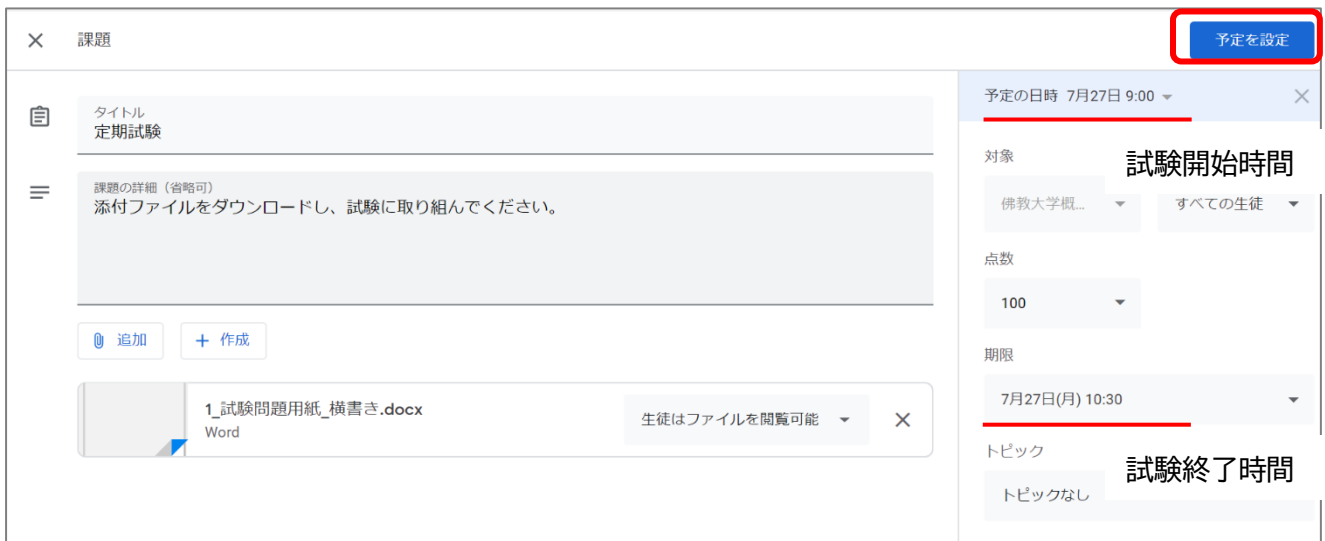 課題
予定を設定
タイトル
定期試験
課題の詳細（省略可）
添付ファイルをダウンロードし、試験に取り組んでください。
追加
作成
1_試験問題用紙_横書き.docx
Word
生徒はファイルを閲覧可能
予定の日時 7月27日 9:00
試験開始時間
対象
佛教大学概...
すべての生徒
点数
100
期限
7月27日(月) 10:30
試験終了時間
トピック
トピックなし